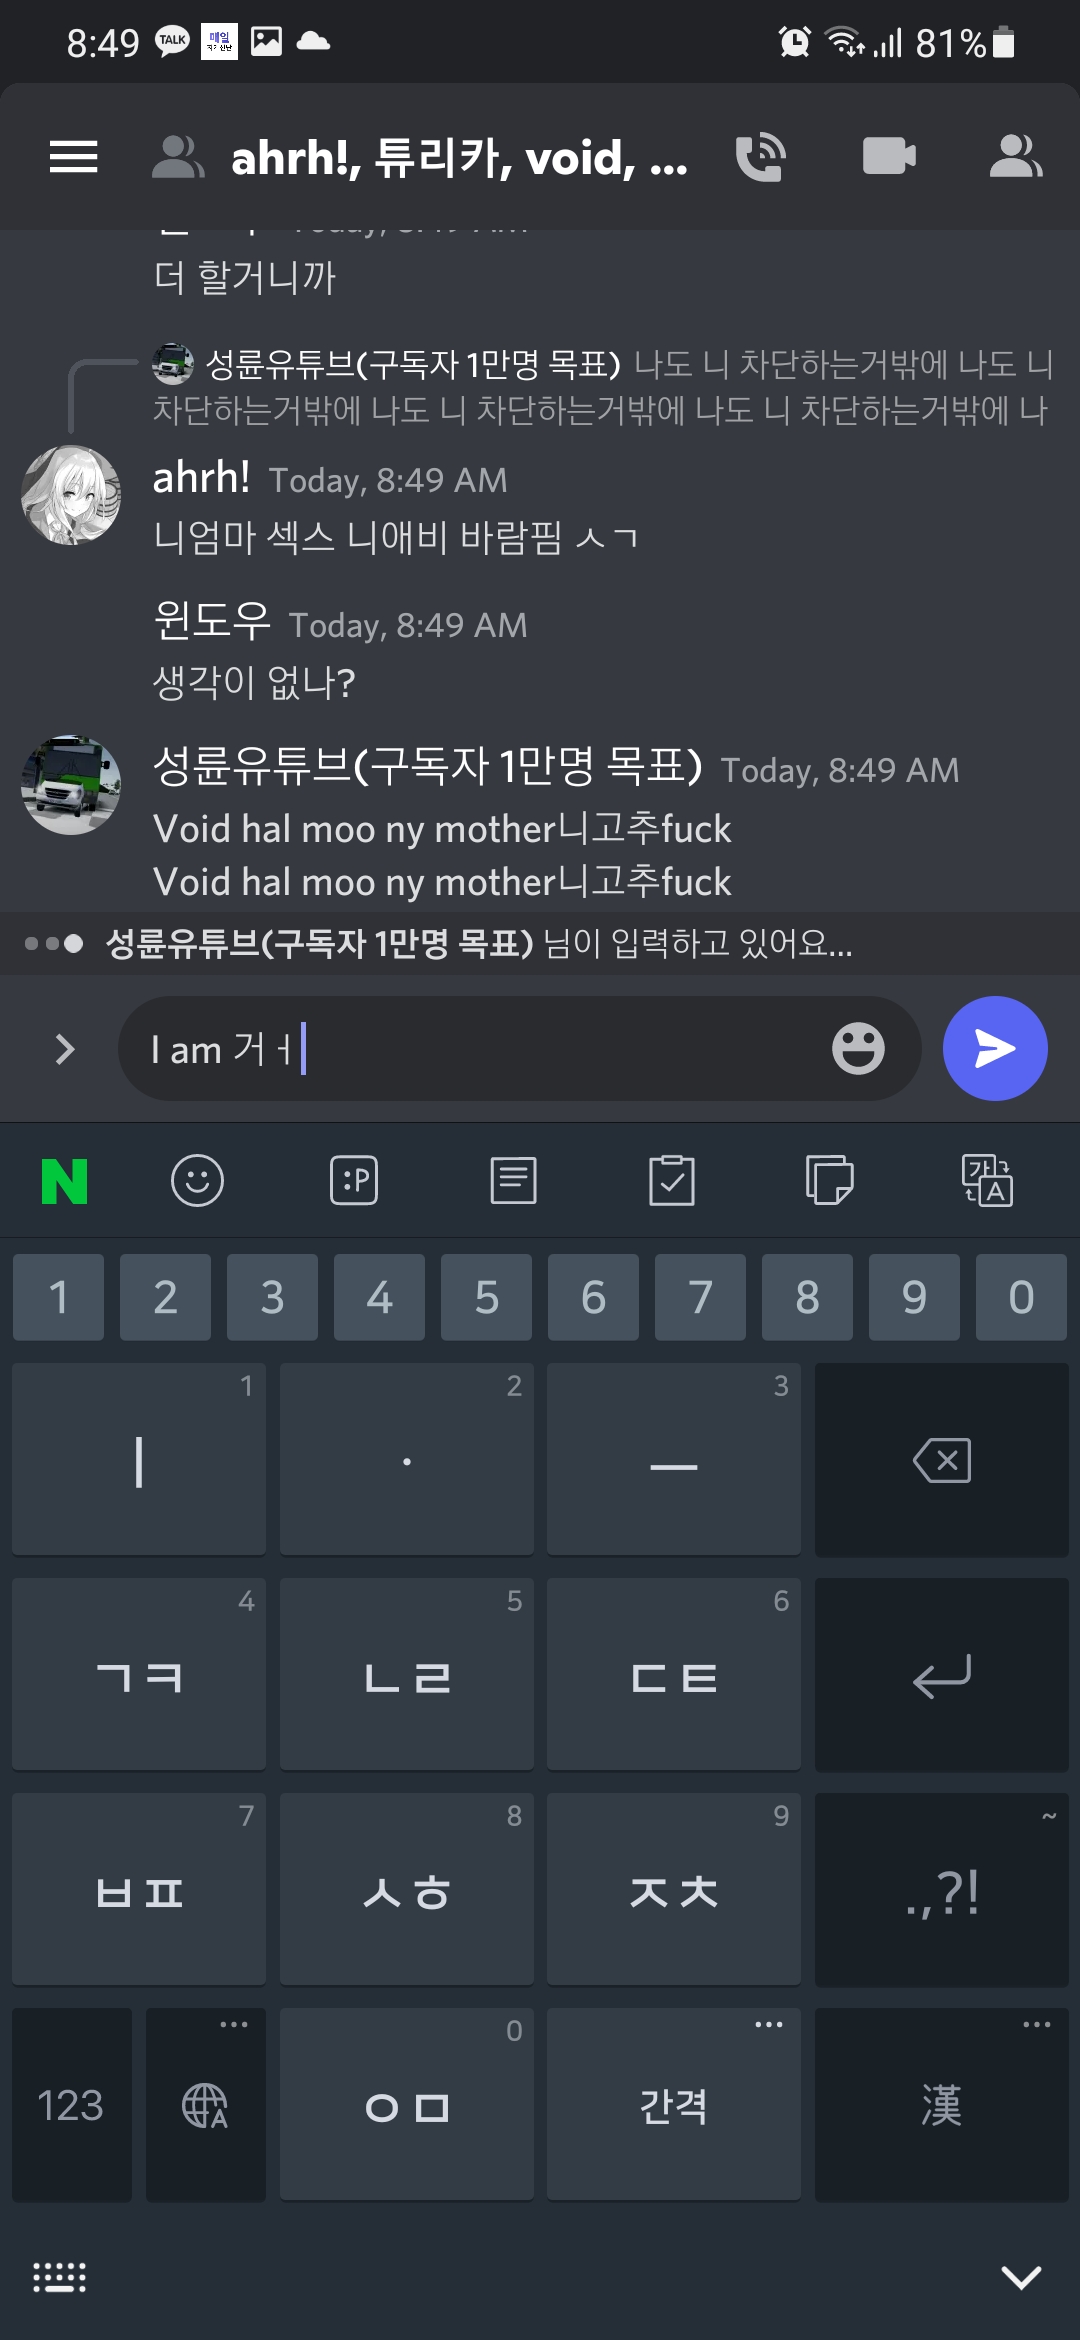 8:49 TALK 매일 81%
ahrh!, 튜리카, void, ...
Today, 8:49 AM
더 할거니까
성륜유튜브(구독자 1만명 목표) 나도 니 차단하는거밖에 나도 니
차단하는거밖에 나도 니 차단하는거밖에 나도 니 차단하는거밖에 나
ahrh! Today, 8:49 AM
니엄마 섹스 니애비 바람핌 ㅅㄱ
윈도우 Today, 8:49 AM
생각이 없나?
성륜유튜브(구독자 1만명 목표) Today, 8:49 AM
Void hal moo ny mother니고추fuck
Void hal moo ny mother니고추fuck
성륜유튜브(구독자 1만명 목표) 님이 입력하고 있어요...
I am 거ㅓ
N :P 가 A
1 2 3 4 5 6 7 8 9 0
1 2 3
ㅣ · ㅡ
4 5 6
ㄱㅋ ㄴㄹ ㄷㅌ
7 8 9 ~
ㅂㅍ ㅅㅎ ㅈㅊ .,?!
... 0 ... ...
123 A ㅇㅁ 간격 漢